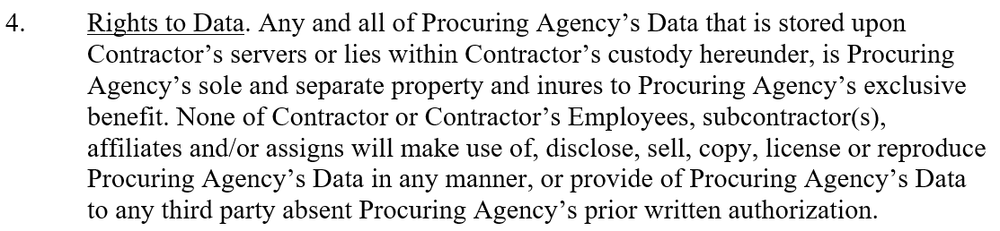 4. Rights to Data. Any and all of Procuring Agency’s Data that is stored upon
Contractor’s servers or lies within Contractor’s custody hereunder, is Procuring
Agency’s sole and separate property and inures to Procuring Agency’s exclusive
benefit. None of Contractor or Contractor’s Employees, subcontractor(s),
affiliates and/or assigns will make use of, disclose, sell, copy, license or reproduce
Procuring Agency’s Data in any manner, or provide of Procuring Agency’s Data
to any third party absent Procuring Agency’s prior written authorization.